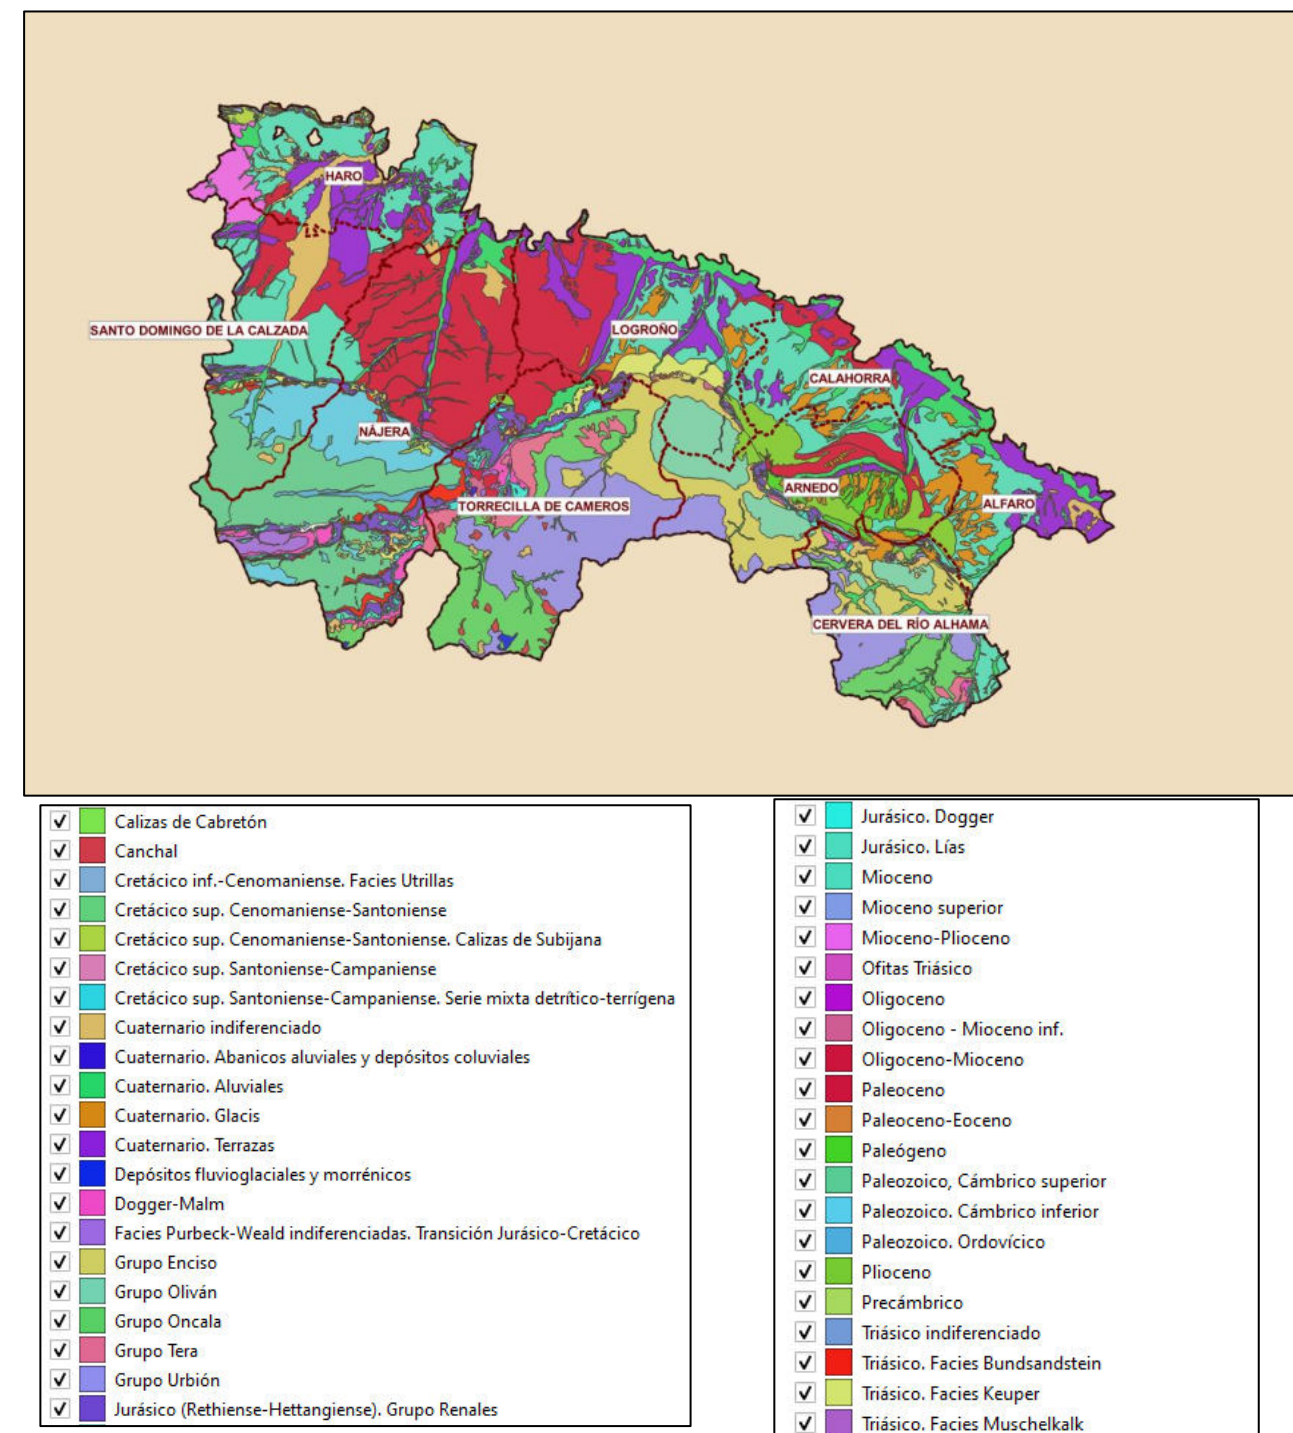 HARO
SANTO DOMINGO DE LA CALZADA
LOGROÑO
CALAHORRA
NÁJERA
ARNEDO
ALFARO
TORRECILLA DE CAMEROS
CERVERA DEL RÍO ALHAMA
Calizas de Cabretón
Canchal
Cretácico inf.-Cenomaniense. Facies Utrillas
Cretácico sup. Cenomaniense-Santoniense
Cretácico sup. Cenomaniense-Santoniense. Calizas de Subijana
Cretácico sup. Santoniense-Campaniense
Cretácico sup. Santoniense-Campaniense. Serie mixta detrítico-terrígena
Cuaternario indiferenciado
Cuaternario. Abanicos aluviales y depósitos coluviales
Cuaternario. Aluviales
Cuaternario. Glacis
Cuaternario. Terrazas
Depósitos fluvioglaciales y morrénicos
Dogger-Malm
Facies Purbeck-Weald indiferenciadas. Transición Jurásico-Cretácico
Grupo Enciso
Grupo Oliván
Grupo Oncala
Grupo Tera
Grupo Urbión
Jurásico (Rethiense-Hettangiense). Grupo Renales
Jurásico. Dogger
Jurásico. Lías
Mioceno
Mioceno superior
Mioceno-Plioceno
Ofitas Triásico
Oligoceno
Oligoceno - Mioceno inf.
Oligoceno-Mioceno
Paleoceno
Paleoceno-Eoceno
Paleógeno
Paleozoico, Cámbrico superior
Paleozoico. Cámbrico inferior
Paleozoico. Ordovícico
Plioceno
Precámbrico
Triásico indiferenciado
Triásico. Facies Bundsandstein
Triásico. Facies Keuper
Triásico. Facies Muschelkalk